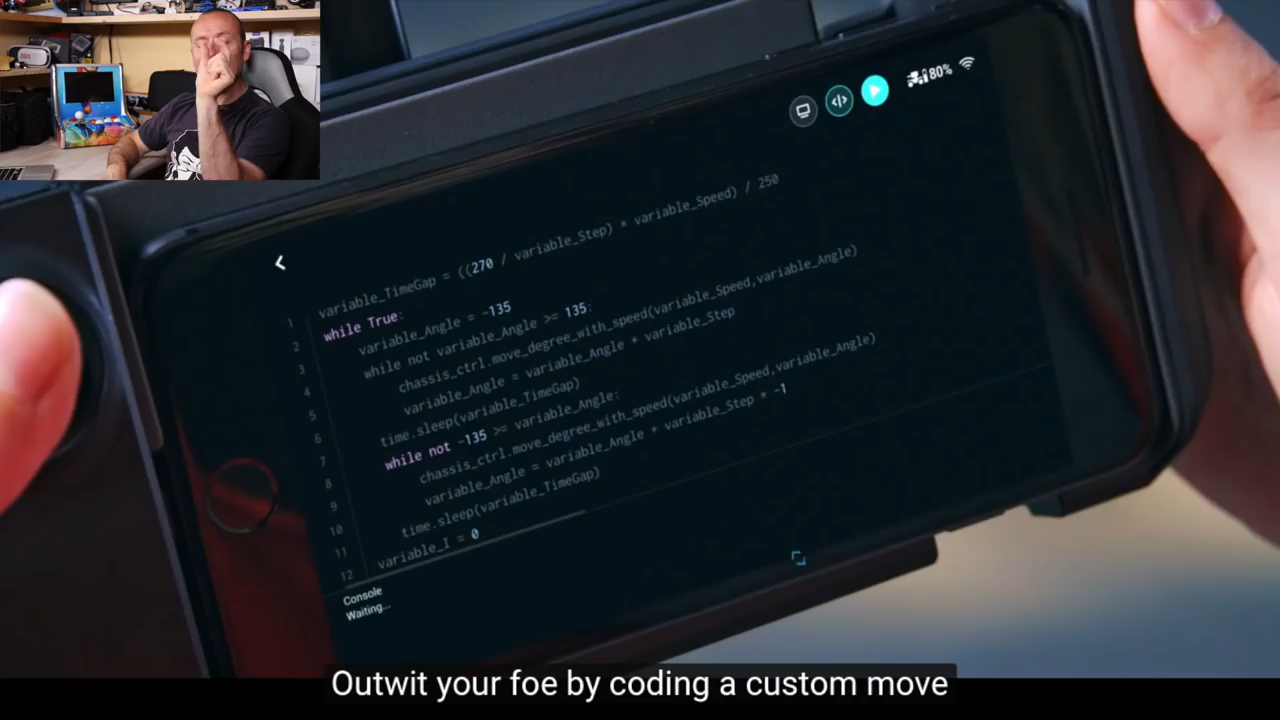 80%
variable_TimeGap = ((270 / variable_Step) * variable_Speed) / 250
1
while True:
2
variable_Angle = -135
3
while not variable_Angle >= 135:
4
chassis_ctrl.move_degree_with_speed(variable_Speed,variable_Angle)
5
variable_Angle = variable_Angle + variable_Step
6
time.sleep(variable_TimeGap)
7
while not -135 >= variable_Angle:
8
chassis_ctrl.move_degree_with_speed(variable_Speed,variable_Angle)
9
variable_Angle = variable_Angle + variable_Step * -1
10
time.sleep(variable_TimeGap)
11
variable_I = 0
12
Console
Waiting...
Outwit your foe by coding a custom move